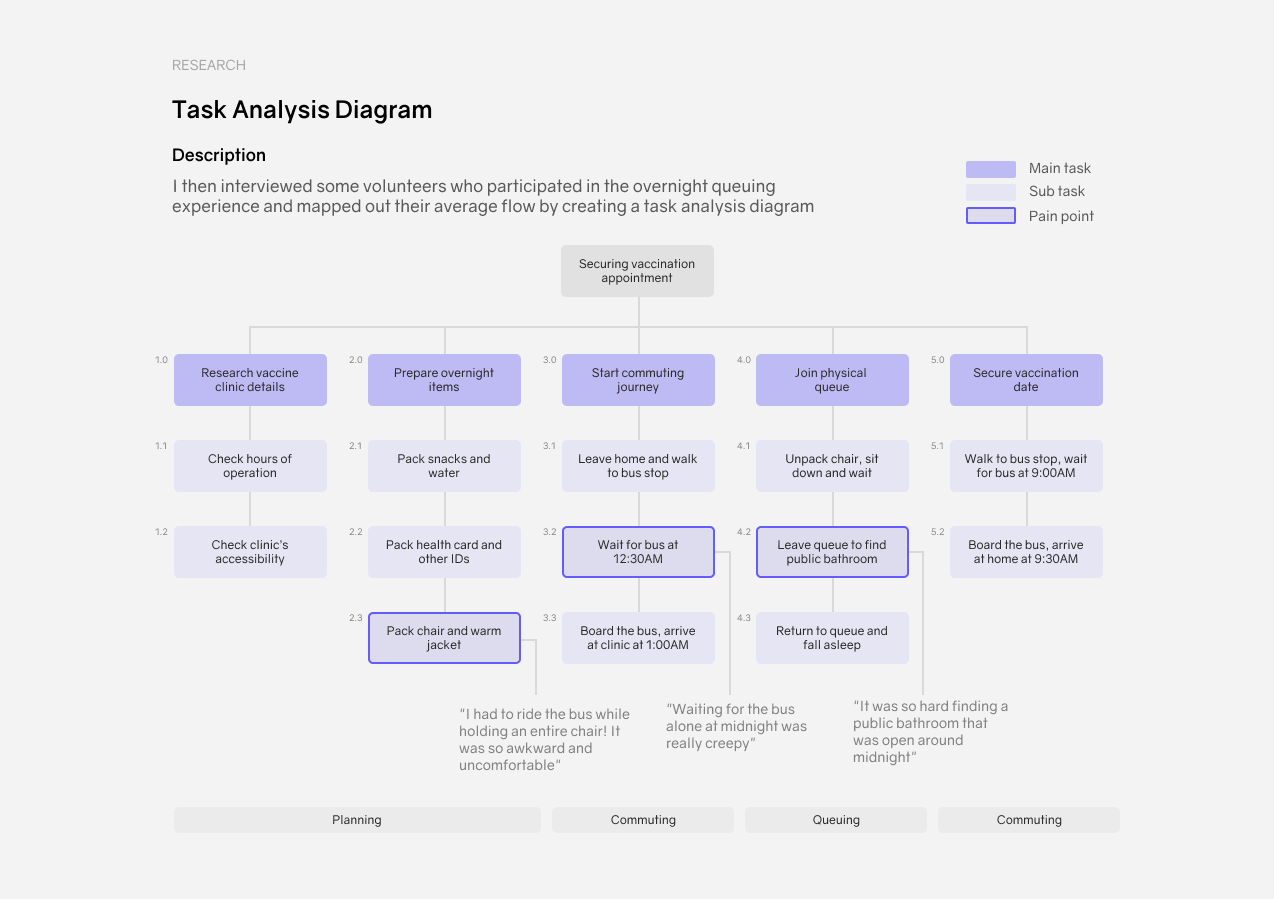 RESEARCH
Task Analysis Diagram
Description
I then interviewed some volunteers who participated in the overnight queuing
experience and mapped out their average flow by creating a task analysis diagram
Main task
Sub task
Pain point
Securing vaccination
appointment
1.0
Research vaccine
clinic details
2.0
Prepare overnight
items
3.0
Start commuting
journey
4.0
Join physical
queue
5.0
Secure vaccination
date
1.1
Check hours of
operation
2.1
Pack snacks and
water
3.1
Leave home and walk
to bus stop
4.1
Unpack chair, sit
down and wait
5.1
Walk to bus stop, wait
for bus at 9:00AM
1.2
Check clinic's
accessibility
2.2
Pack health card and
other IDs
3.2
Wait for bus at
12:30AM
4.2
Leave queue to find
public bathroom
5.2
Board the bus, arrive
at home at 9:30AM
2.3
Pack chair and warm
jacket
3.3
Board the bus, arrive
at clinic at 1:00AM
4.3
Return to queue and
fall asleep
“I had to ride the bus while
holding an entire chair! It
was so awkward and
uncomfortable”
“Waiting for the bus
alone at midnight was
really creepy”
“It was so hard finding a
public bathroom that
was open around
midnight”
Planning
Commuting
Queuing
Commuting